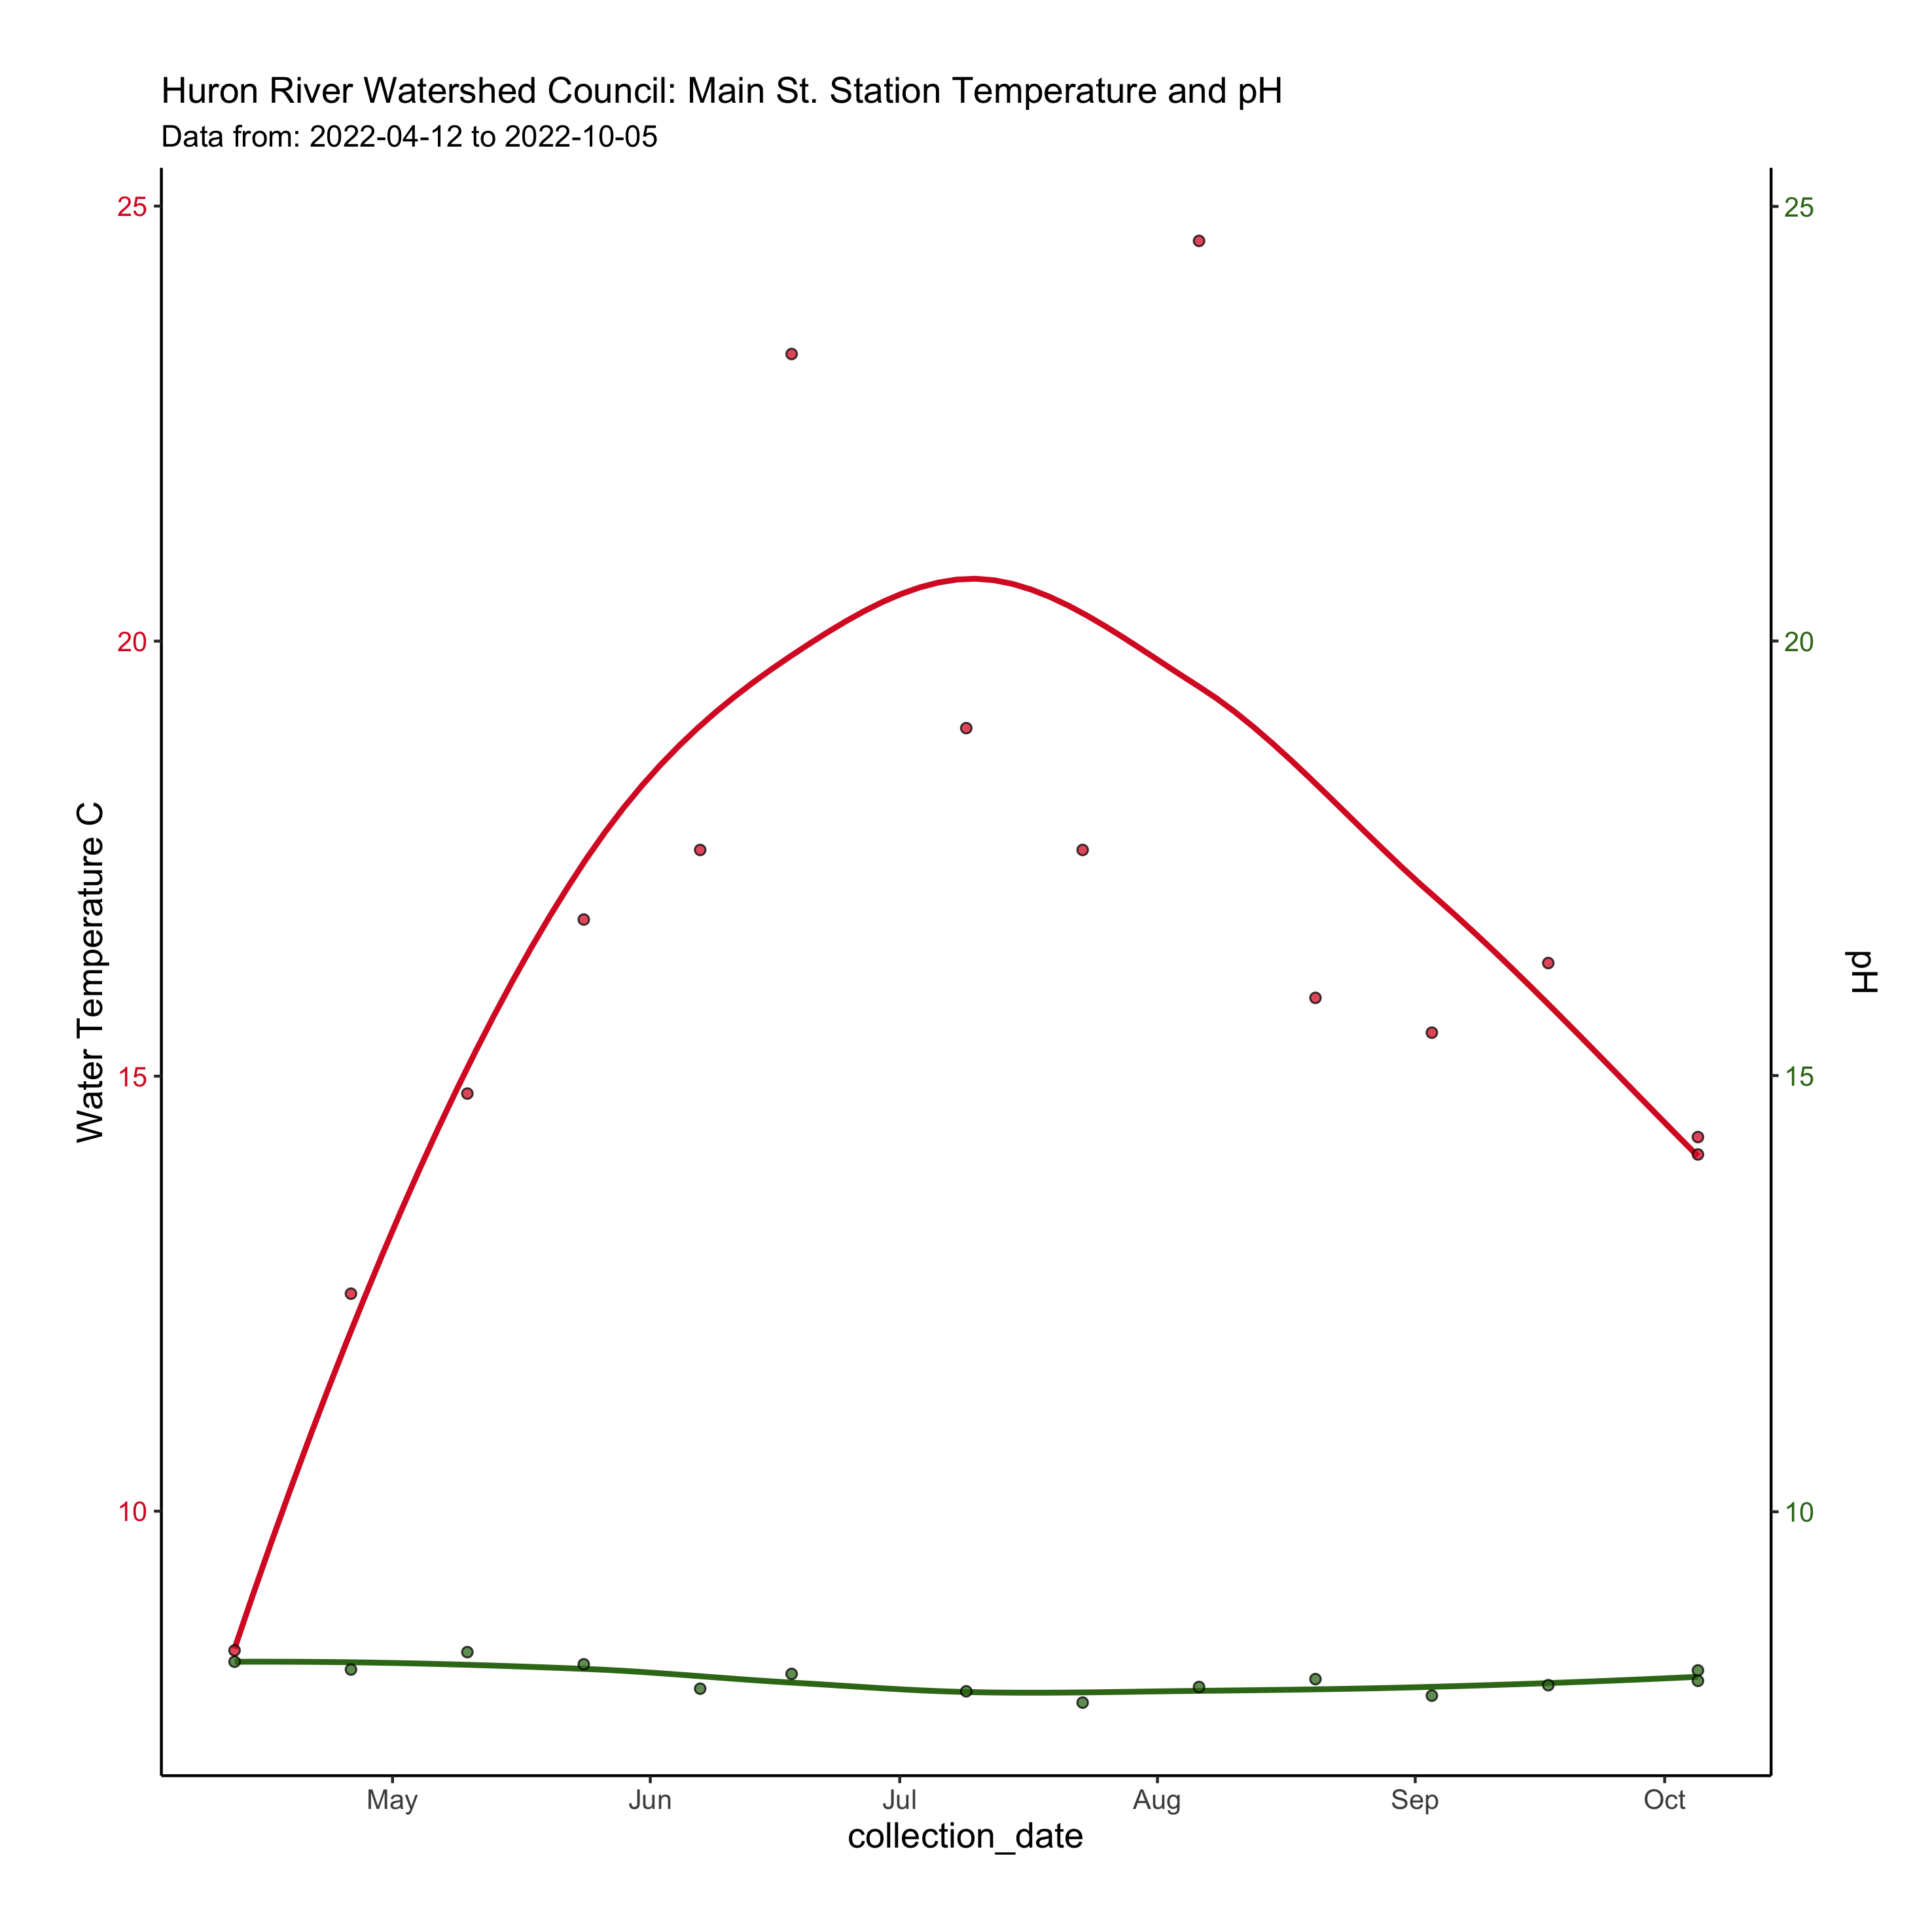 Huron River Watershed Council: Main St. Station Temperature and pH
Data from: 2022-04-12 to 2022-10-05
Water Temperature C
25
20
15
10
25
20
15
10
pH
May Jun Jul Aug Sep Oct
collection_date